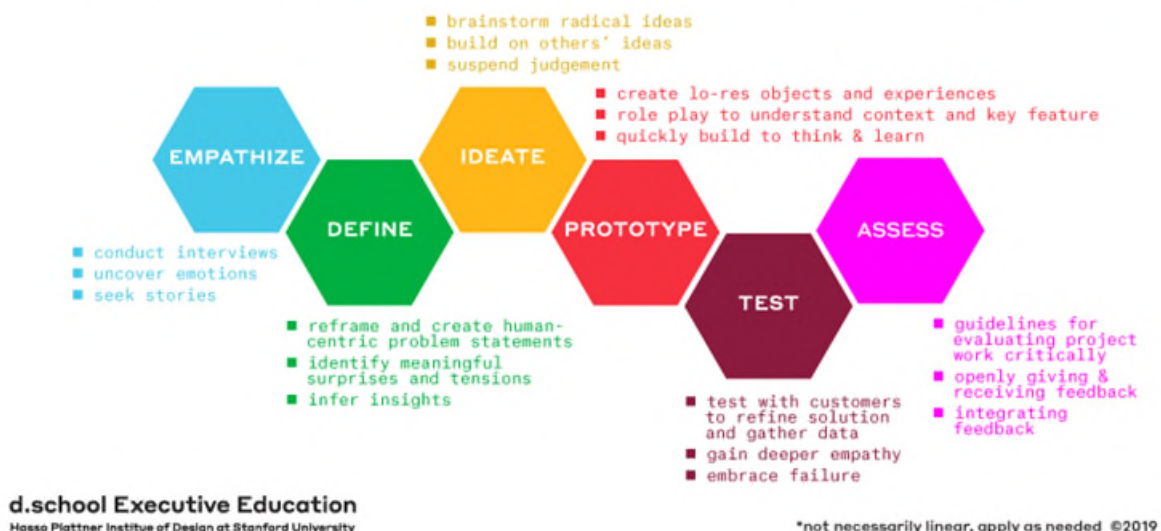 ■ brainstorm radical ideas
■ build on others' ideas
■ suspend judgement
■ create lo-res objects and experiences
■ role play to understand context and key feature
■ quickly build to think & learn
EMPATHIZE
IDEATE
DEFINE
PROTOTYPE
ASSESS
TEST
■ conduct interviews
■ uncover emotions
■ seek stories
■ reframe and create human-
centric problem statements
■ identify meaningful
surprises and tensions
■ infer insights
■ guidelines for
evaluating project
work critically
■ openly giving &
receiving feedback
■ integrating
feedback
■ test with customers
to refine solution
and gather data
■ gain deeper empathy
■ embrace failure
d.school Executive Education
Hasso Plattner Institue of Design at Stanford University
*not necessarily linear, apply as needed ©2019